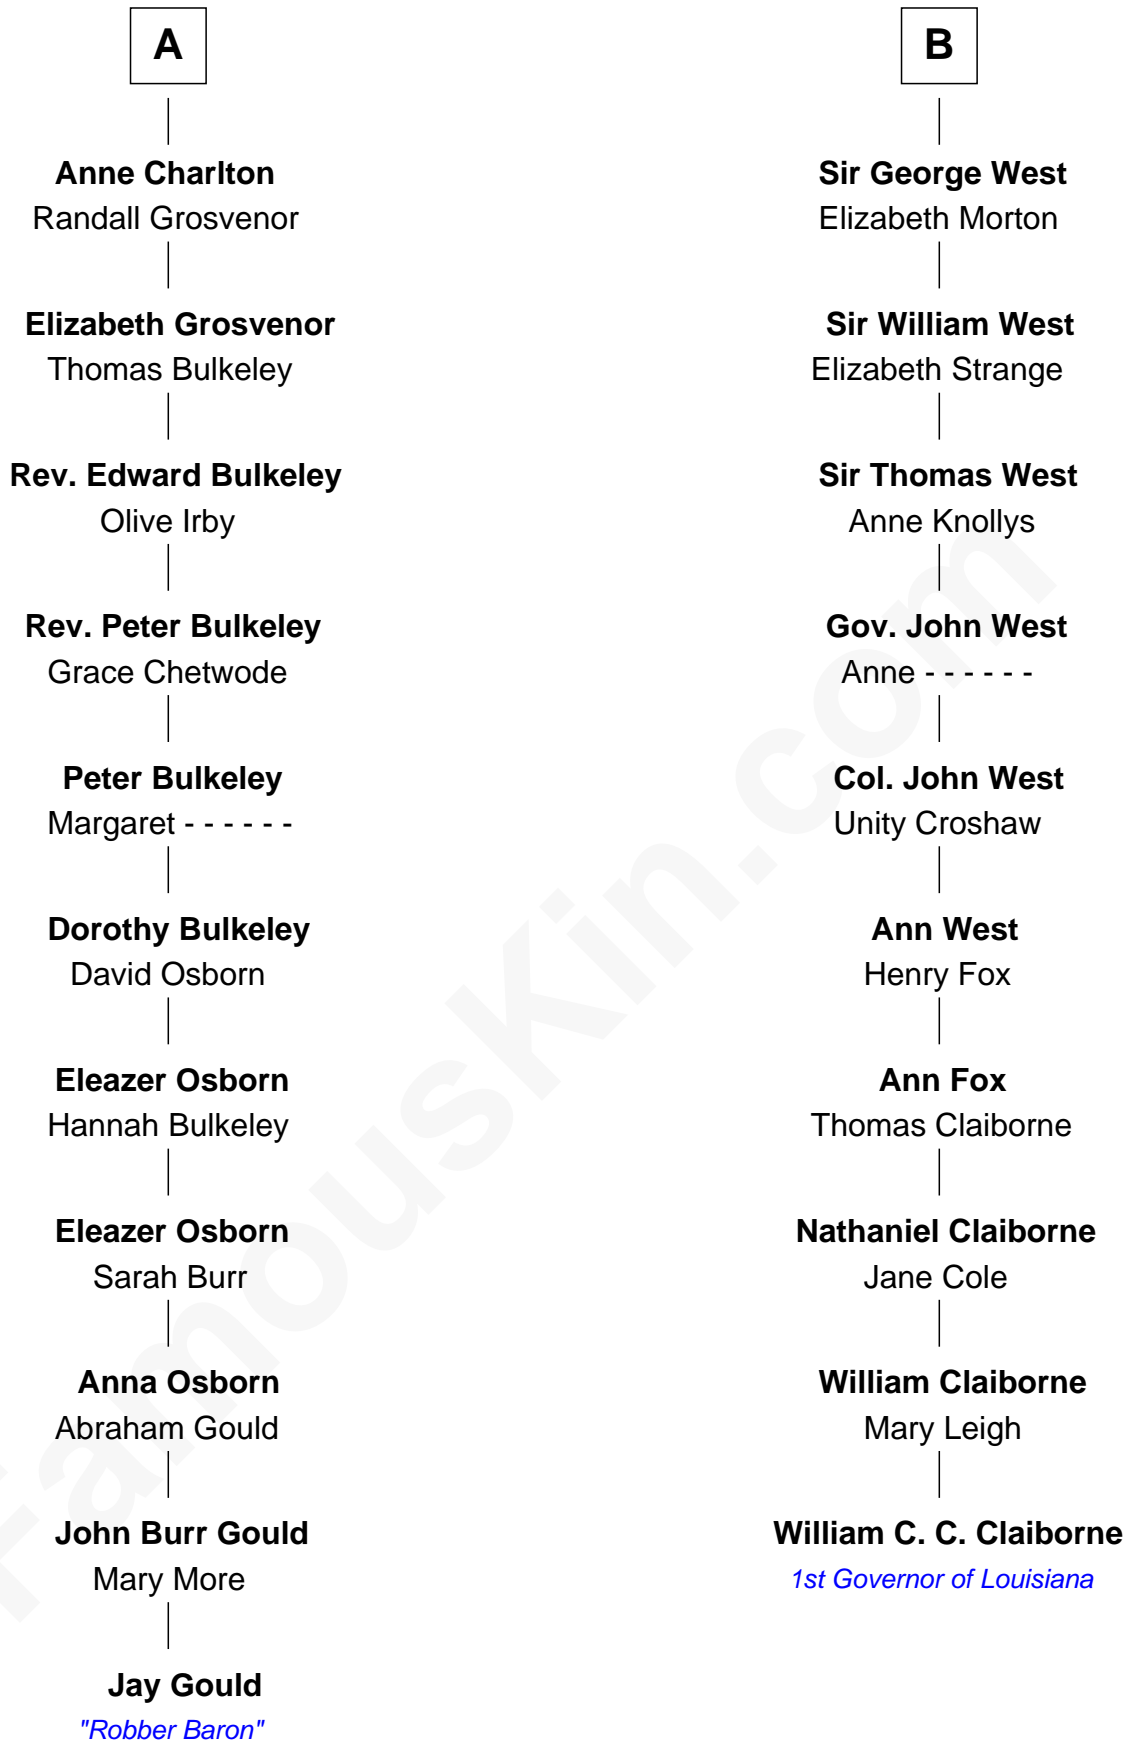 A
Anne Charlton
Randall Grosvenor
Elizabeth Grosvenor
Thomas Bulkeley
Rev. Edward Bulkeley
Olive Irby
Rev. Peter Bulkeley
Grace Chetwode
Peter Bulkeley
Margaret - - - - - -
Dorothy Bulkeley
David Osborn
Eleazer Osborn
Hannah Bulkeley
Eleazer Osborn
Sarah Burr
Anna Osborn
Abraham Gould
John Burr Gould
Mary More
Jay Gould
"Robber Baron"
B
Sir George West
Elizabeth Morton
Sir William West
Elizabeth Strange
Sir Thomas West
Anne Knollys
Gov. John West
Anne - - - - - -
Col. John West
Unity Croshaw
Ann West
Henry Fox
Ann Fox
Thomas Claiborne
Nathaniel Claiborne
Jane Cole
William Claiborne
Mary Leigh
William C. C. Claiborne
1st Governor of Louisiana
FamousKin.com